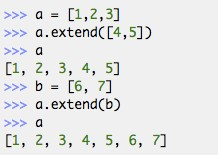 >>> a = [1,2,3]
>>> a.extend([4,5])
>>> a
[1, 2, 3, 4, 5]
>>> b = [6, 7]
>>> a.extend(b)
>>> a
[1, 2, 3, 4, 5, 6, 7]